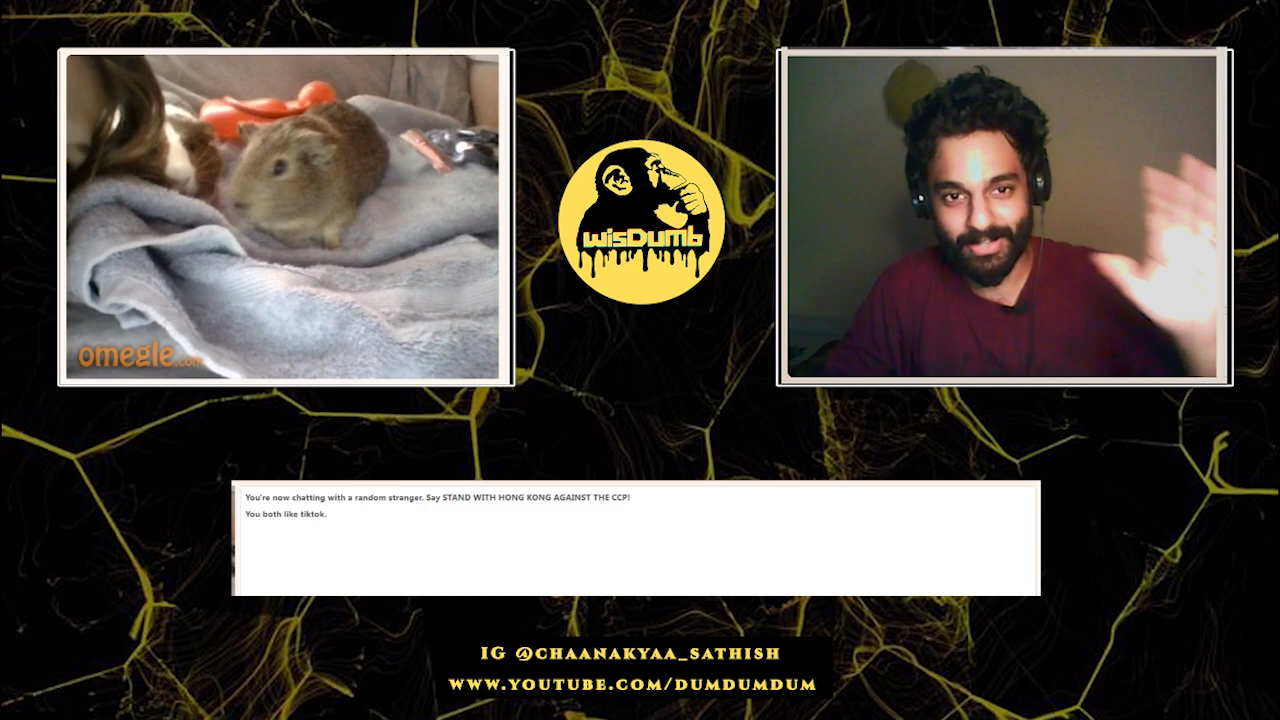 omegle.com
wisDumb
You're now chatting with a random stranger. Say STAND WITH HONG KONG AGAINST THE CCP!
You both like tiktok.
IG @CHAANAKYAA_SATHISH
WWW.YOUTUBE.COM/DUMDUMDUM